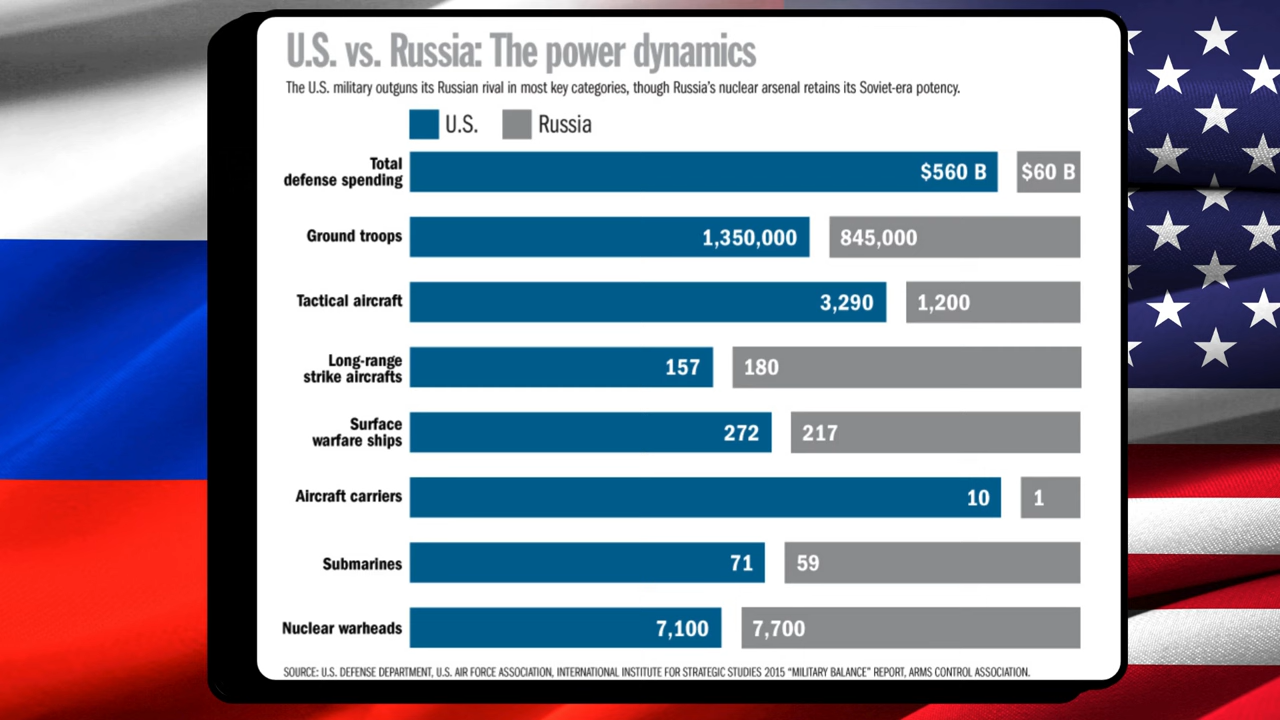 U.S. vs. Russia: The power dynamics
The U.S. military outguns its Russian rival in most key categories, though Russia's nuclear arsenal retains its Soviet-era potency.
U.S. Russia
Total
defense spending $560 B $60 B
Ground troops 1,350,000 845,000
Tactical aircraft 3,290 1,200
Long-range
strike aircrafts 157 180
Surface
warfare ships 272 217
Aircraft carriers 10 1
Submarines 71 59
Nuclear warheads 7,100 7,700
SOURCE: U.S. DEFENSE DEPARTMENT, U.S. AIR FORCE ASSOCIATION, INTERNATIONAL INSTITUTE FOR STRATEGIC STUDIES 2015 “MILITARY BALANCE” REPORT, ARMS CONTROL ASSOCIATION.